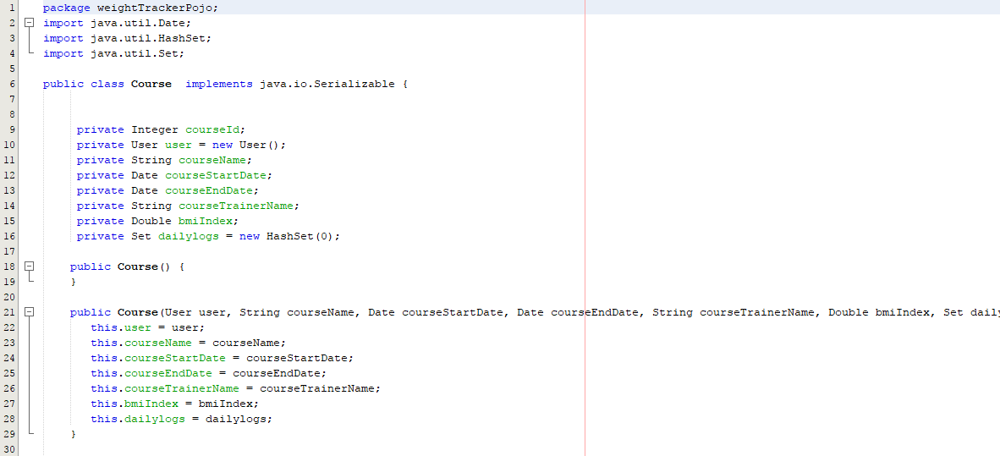 1 package weightTrackerPojo;
2 import java.util.Date;
3 import java.util.HashSet;
4 import java.util.Set;
5
6 public class Course  implements java.io.Serializable {
7
8
9 private Integer courseId;
10 private User user = new User();
11 private String courseName;
12 private Date courseStartDate;
13 private Date courseEndDate;
14 private String courseTrainerName;
15 private Double bmiIndex;
16 private Set dailylogs = new HashSet(0);
17
18 public Course() {
19 }
20
21 public Course(User user, String courseName, Date courseStartDate, Date courseEndDate, String courseTrainerName, Double bmiIndex, Set daily
22 this.user = user;
23 this.courseName = courseName;
24 this.courseStartDate = courseStartDate;
25 this.courseEndDate = courseEndDate;
26 this.courseTrainerName = courseTrainerName;
27 this.bmiIndex = bmiIndex;
28 this.dailylogs = dailylogs;
29 }
30